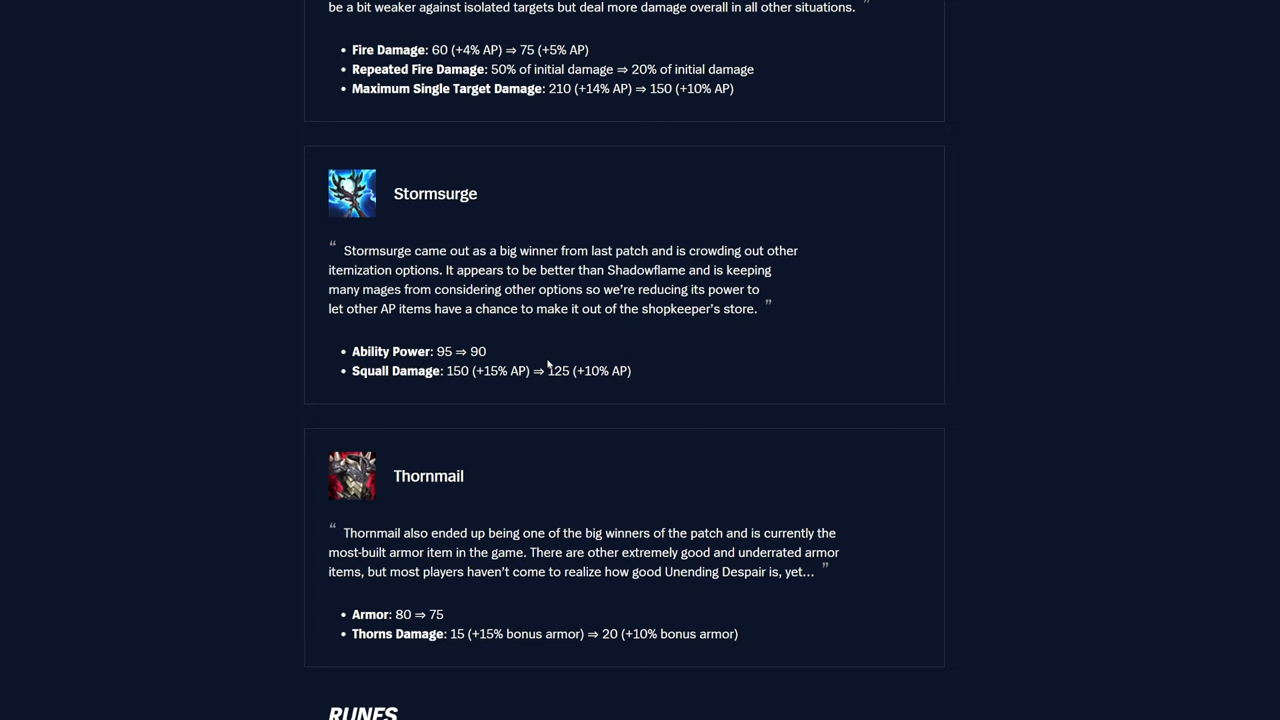 be a bit weaker against isolated targets but deal more damage overall in all other situations. ”
• Fire Damage: 60 (+4% AP) ⇒ 75 (+5% AP)
• Repeated Fire Damage: 50% of initial damage ⇒ 20% of initial damage
• Maximum Single Target Damage: 210 (+14% AP) ⇒ 150 (+10% AP)
Stormsurge
“ Stormsurge came out as a big winner from last patch and is crowding out other
itemization options. It appears to be better than Shadowflame and is keeping
many mages from considering other options so we’re reducing its power to
let other AP items have a chance to make it out of the shopkeeper’s store. ”
• Ability Power: 95 ⇒ 90
• Squall Damage: 150 (+15% AP) ⇒ 125 (+10% AP)
Thornmail
“ Thornmail also ended up being one of the big winners of the patch and is currently the
most-built armor item in the game. There are other extremely good and underrated armor
items, but most players haven’t come to realize how good Unending Despair is, yet... ”
• Armor: 80 ⇒ 75
• Thorns Damage: 15 (+15% bonus armor) ⇒ 20 (+10% bonus armor)
RUNES